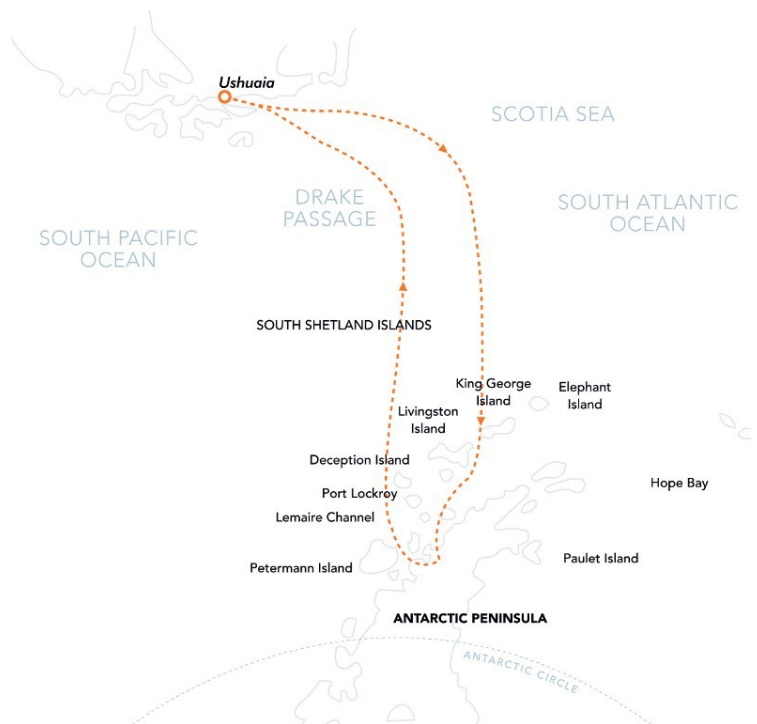 Ushuaia
SCOTIA SEA
DRAKE
PASSAGE
SOUTH ATLANTIC
OCEAN
SOUTH PACIFIC
OCEAN
SOUTH SHETLAND ISLANDS
King George
Island
Elephant
Island
Livingston
Island
Deception Island
Hope Bay
Port Lockroy
Lemaire Channel
Paulet Island
Petermann Island
ANTARCTIC PENINSULA
ANTARCTIC CIRCLE